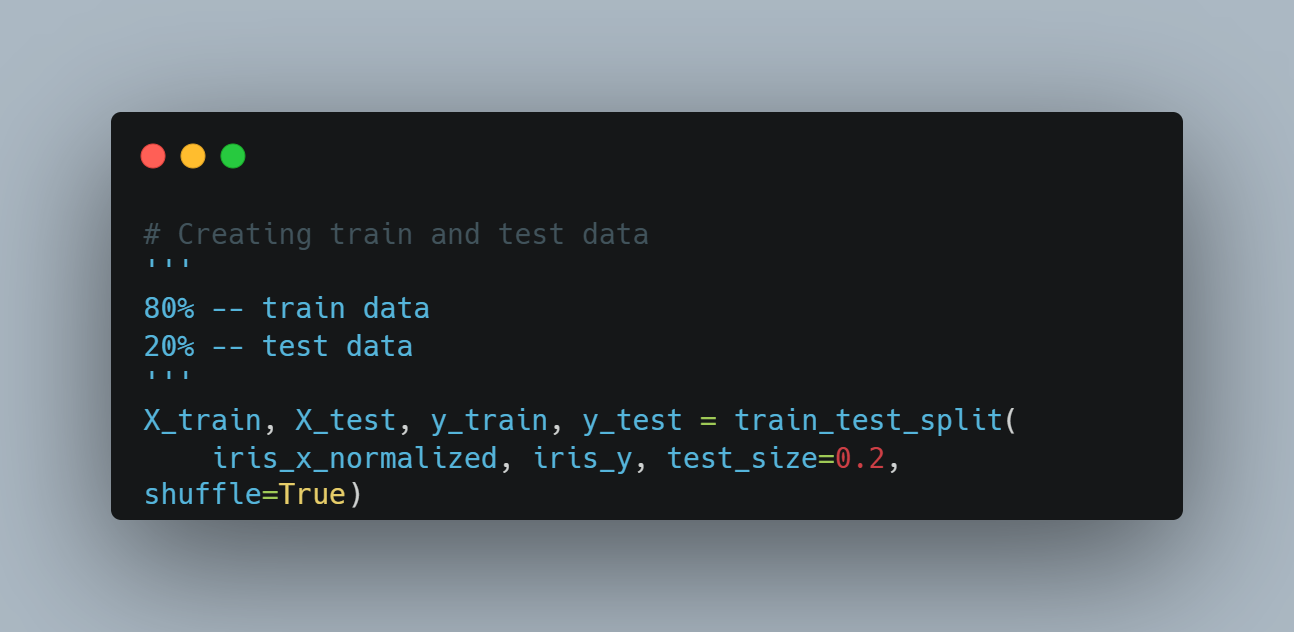 # Creating train and test data
'''
80% -- train data
20% -- test data
'''
X_train, X_test, y_train, y_test = train_test_split(
    iris_x_normalized, iris_y, test_size=0.2,
shuffle=True)